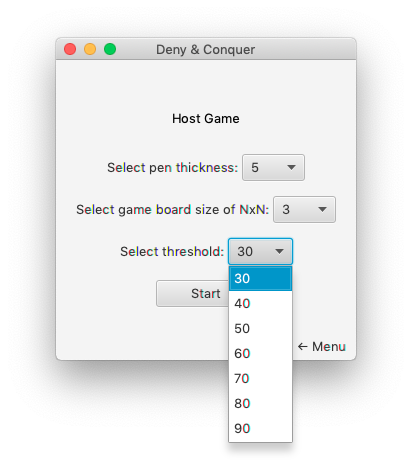 Deny & Conquer
Host Game
Select pen thickness: 5
Select game board size of NxN: 3
Select threshold: 30
30
40
50
60
70
80
90
Start
← Menu